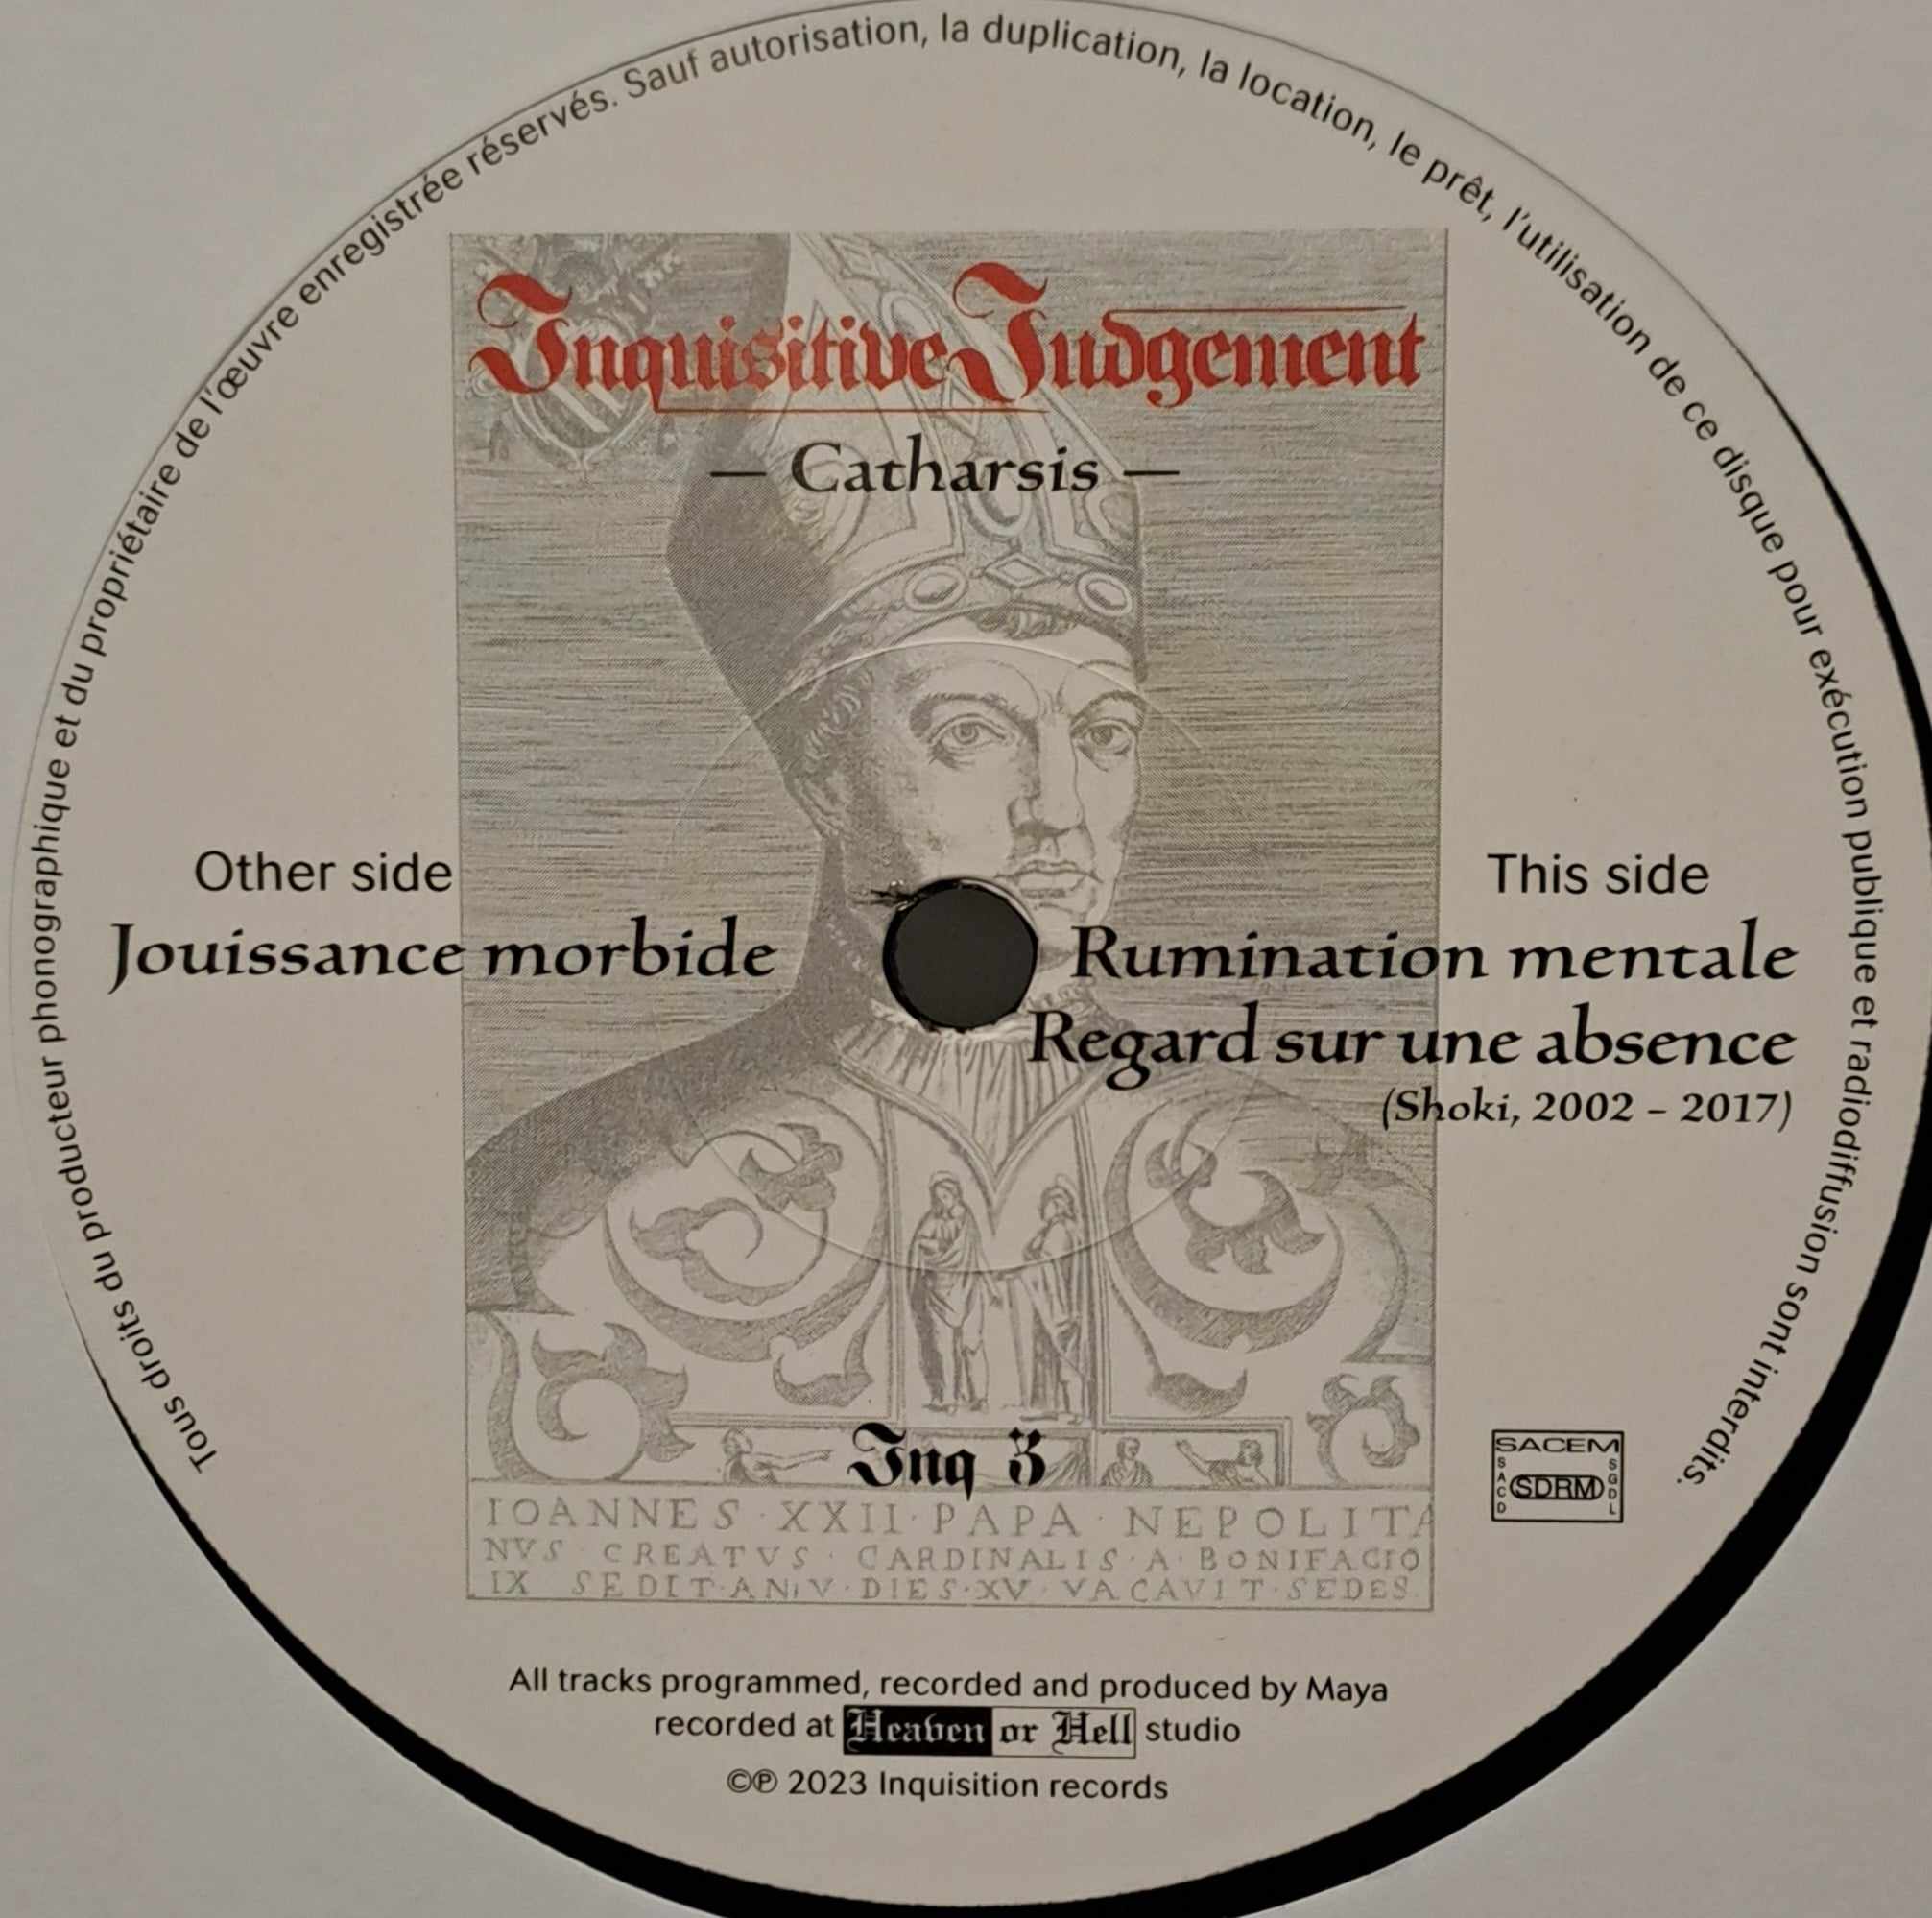 Tous droits du producteur phonographique et du propriétaire de l'œuvre enregistrée réservés. Sauf autorisation, la duplication, la location, le prêt, l'utilisation de ce disque pour exécution publique et radiodiffusion sont interdits.
Inquisitive Judgement
— Catharsis —
Other side
Jouissance morbide
This side
Rumination mentale
Regard sur une absence
(Shoki, 2002 – 2017)
Inq 3
SACEM
SACD
SDRM
SGDL
IOANNES·XXII·PAPA·NEPOLITA
NVS·CREATVS·CARDINALIS·A·BONIFACIO
IX SEDIT·AN·V·DIES·XV·VACAVIT·SEDES
All tracks programmed, recorded and produced by Maya
recorded at Heaven or Hell studio
©℗ 2023 Inquisition records